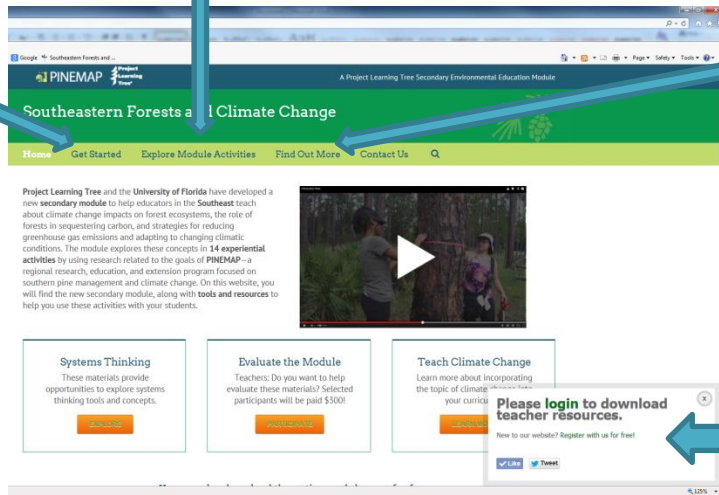 Google Southeastern Forests and ...
Page Safety Tools
PINEMAP Project Learning Tree
A Project Learning Tree Secondary Environmental Education Module
Southeastern Forests and Climate Change
Home Get Started Explore Module Activities Find Out More Contact Us
Project Learning Tree and the University of Florida have developed a
new secondary module to help educators in the Southeast teach
about climate change impacts on forest ecosystems, the role of
forests in sequestering carbon, and strategies for reducing
greenhouse gas emissions and adapting to changing climatic
conditions. The module explores these concepts in 14 experiential
activities by using research related to the goals of PINEMAP—a
regional research, education, and extension program focused on
southern pine management and climate change. On this website, you
will find the new secondary module, along with tools and resources to
help you use these activities with your students.
Systems Thinking
These materials provide
opportunities to explore systems
thinking tools and concepts.
EXPLORE
Evaluate the Module
Teachers: Do you want to help
evaluate these materials? Selected
participants will be paid $300!
PARTICIPATE
Teach Climate Change
Learn more about incorporating
the topic of climate change into
your
Please login to download
teacher resources.
x
New to our website? Register with us for free!
Like Tweet
125%